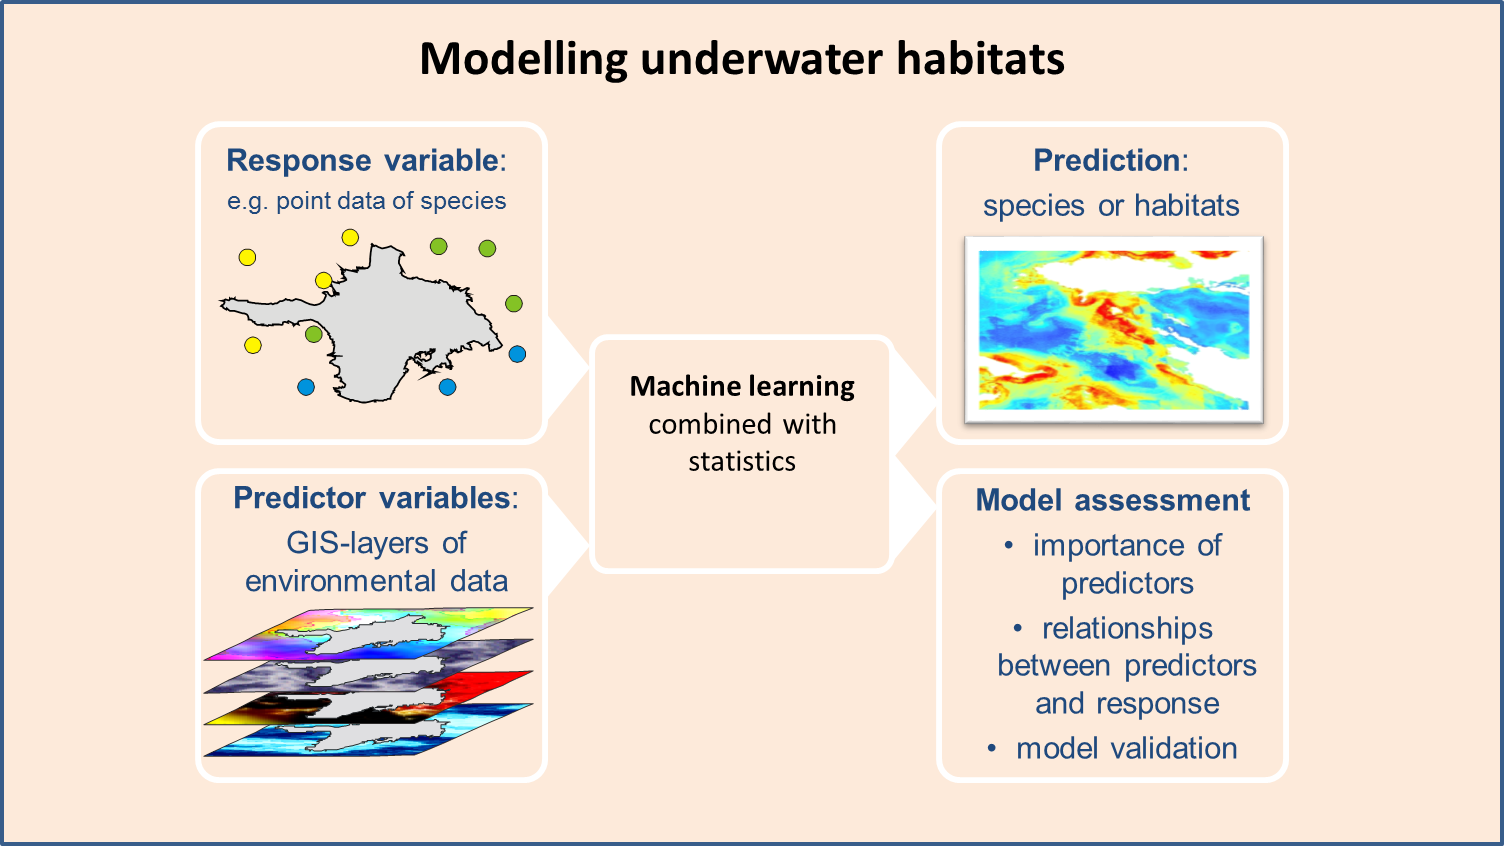 Modelling underwater habitats
Response variable:
e.g. point data of species
Predictor variables:
GIS-layers of
environmental data
Machine learning
combined with
statistics
Prediction:
species or habitats
Model assessment
• importance of
predictors
• relationships
between predictors
and response
• model validation